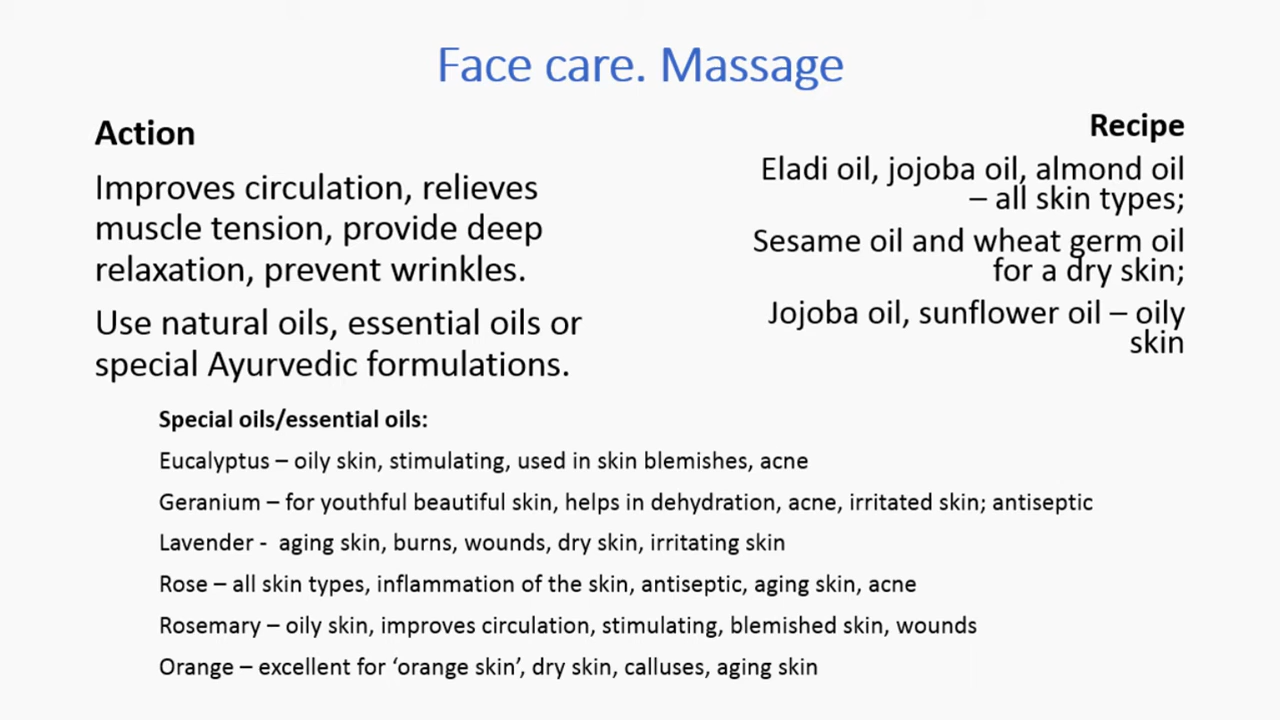 Face care. Massage
Action
Improves circulation, relieves
muscle tension, provide deep
relaxation, prevent wrinkles.
Use natural oils, essential oils or
special Ayurvedic formulations.
Recipe
Eladi oil, jojoba oil, almond oil
– all skin types;
Sesame oil and wheat germ oil
for a dry skin;
Jojoba oil, sunflower oil – oily
skin
Special oils/essential oils:
Eucalyptus – oily skin, stimulating, used in skin blemishes, acne
Geranium – for youthful beautiful skin, helps in dehydration, acne, irritated skin; antiseptic
Lavender -  aging skin, burns, wounds, dry skin, irritating skin
Rose – all skin types, inflammation of the skin, antiseptic, aging skin, acne
Rosemary – oily skin, improves circulation, stimulating, blemished skin, wounds
Orange – excellent for ‘orange skin’, dry skin, calluses, aging skin